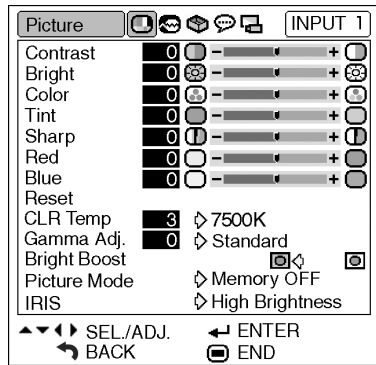 Picture INPUT 1
Contrast 0 - +
Bright 0 - +
Color 0 - +
Tint 0 - +
Sharp 0 - +
Red 0 - +
Blue 0 - +
Reset
CLR Temp 3 7500K
Gamma Adj. 0 Standard
Bright Boost
Picture Mode Memory OFF
IRIS High Brightness
SEL./ADJ. ENTER
BACK END